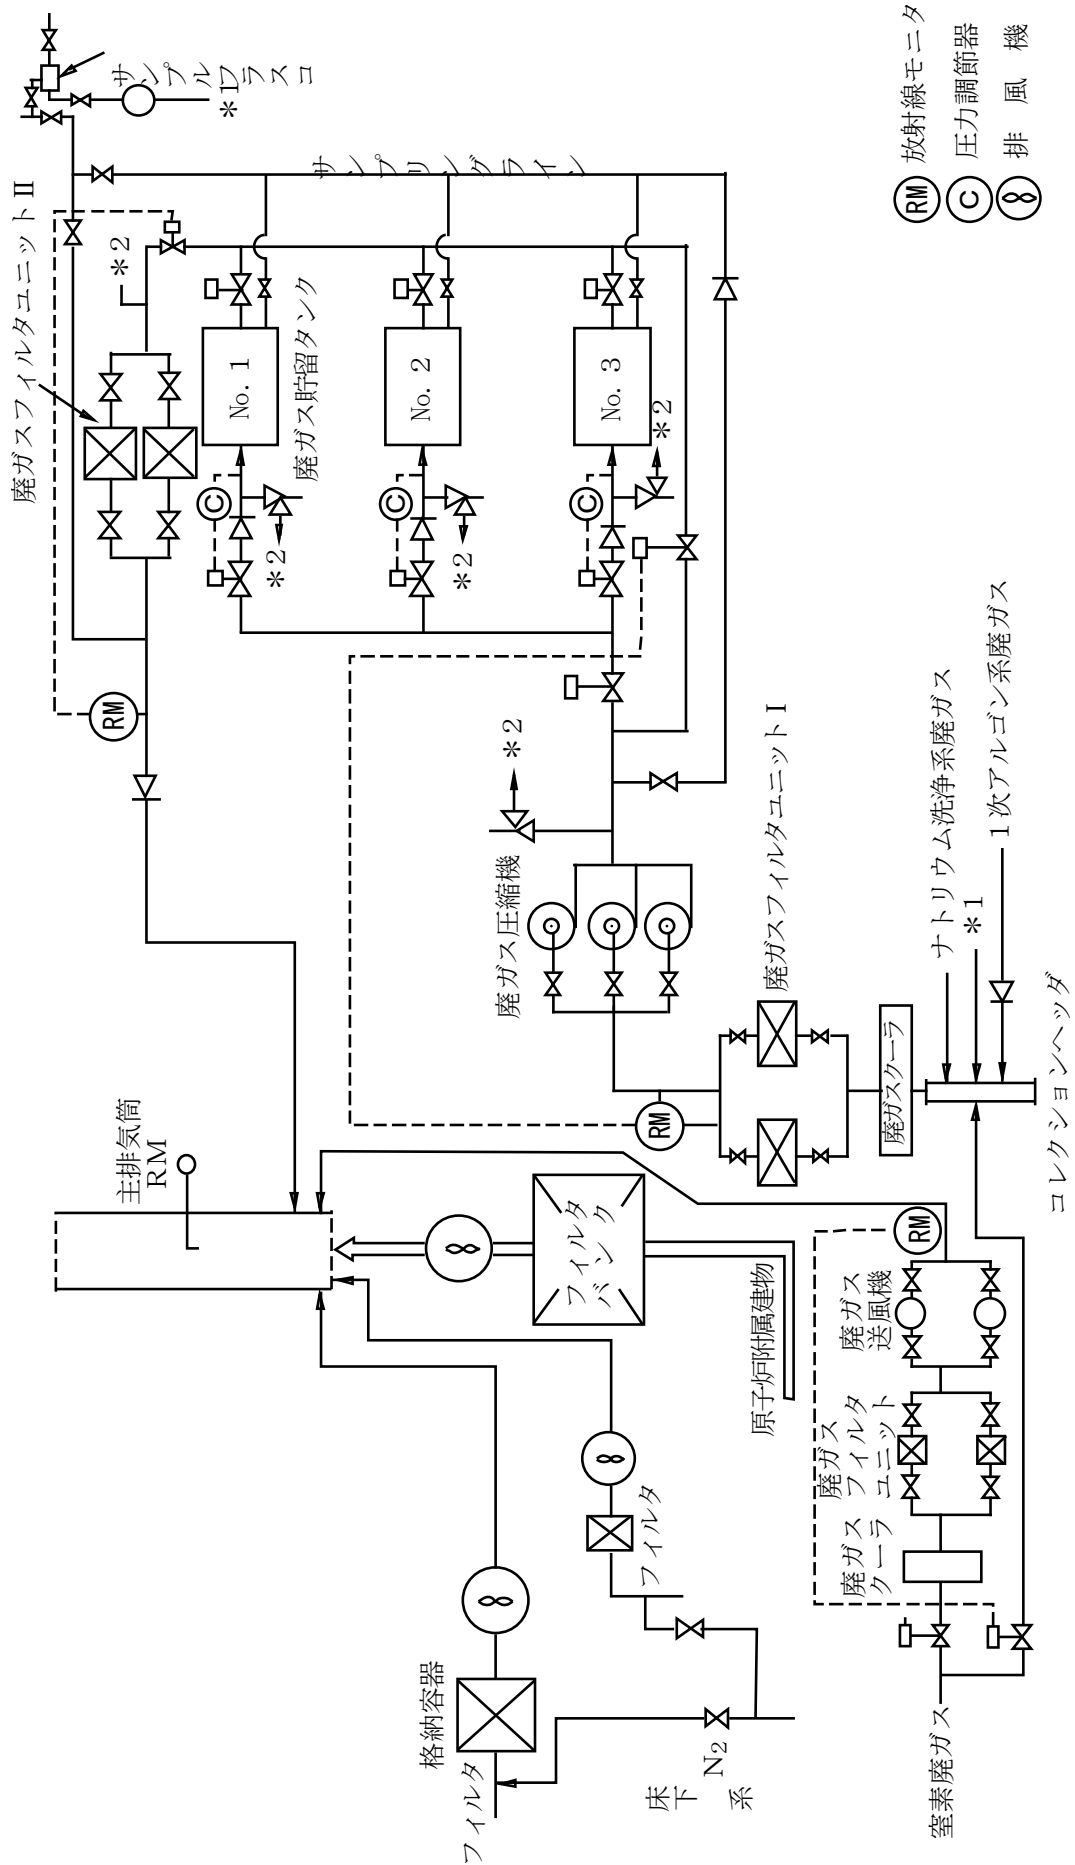 RM 放射線モニタ
C 圧力調節器
排風機
サンプルフラスコ
*1
サンプリングライン
廃ガスフィルタユニットⅡ
*2
No. 1
No. 2
No. 3
廃ガス貯留タンク
C
C
C
*2
*2
*2
RM
*2
廃ガス圧縮機
廃ガスフィルタユニットⅠ
RM
ナトリウム洗浄系廃ガス
*1
1次アルゴン系廃ガス
廃ガスクーラ
コレクションヘッダ
主排気筒
RM
フィルタ
バンク
原子炉附属建物
RM
廃ガス
送風機
廃ガス
フィルタ
ユニット
廃ガス
クーラ
フィルタ
格納容器
フィルタ
床下
N2
系
窒素廃ガス